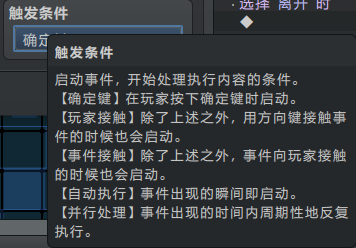 触发条件
·选择 离开 时
◆
确定键
触发条件
启动事件，开始处理执行内容的条件。
【确定键】在玩家按下确定键时启动。
【玩家接触】除了上述之外，用方向键接触事
件的时候也会启动。
【事件接触】除了上述之外，事件向玩家接触
的时候也会启动。
【自动执行】事件出现的瞬间即启动。
【并行处理】事件出现的时间内周期性地反复
执行。